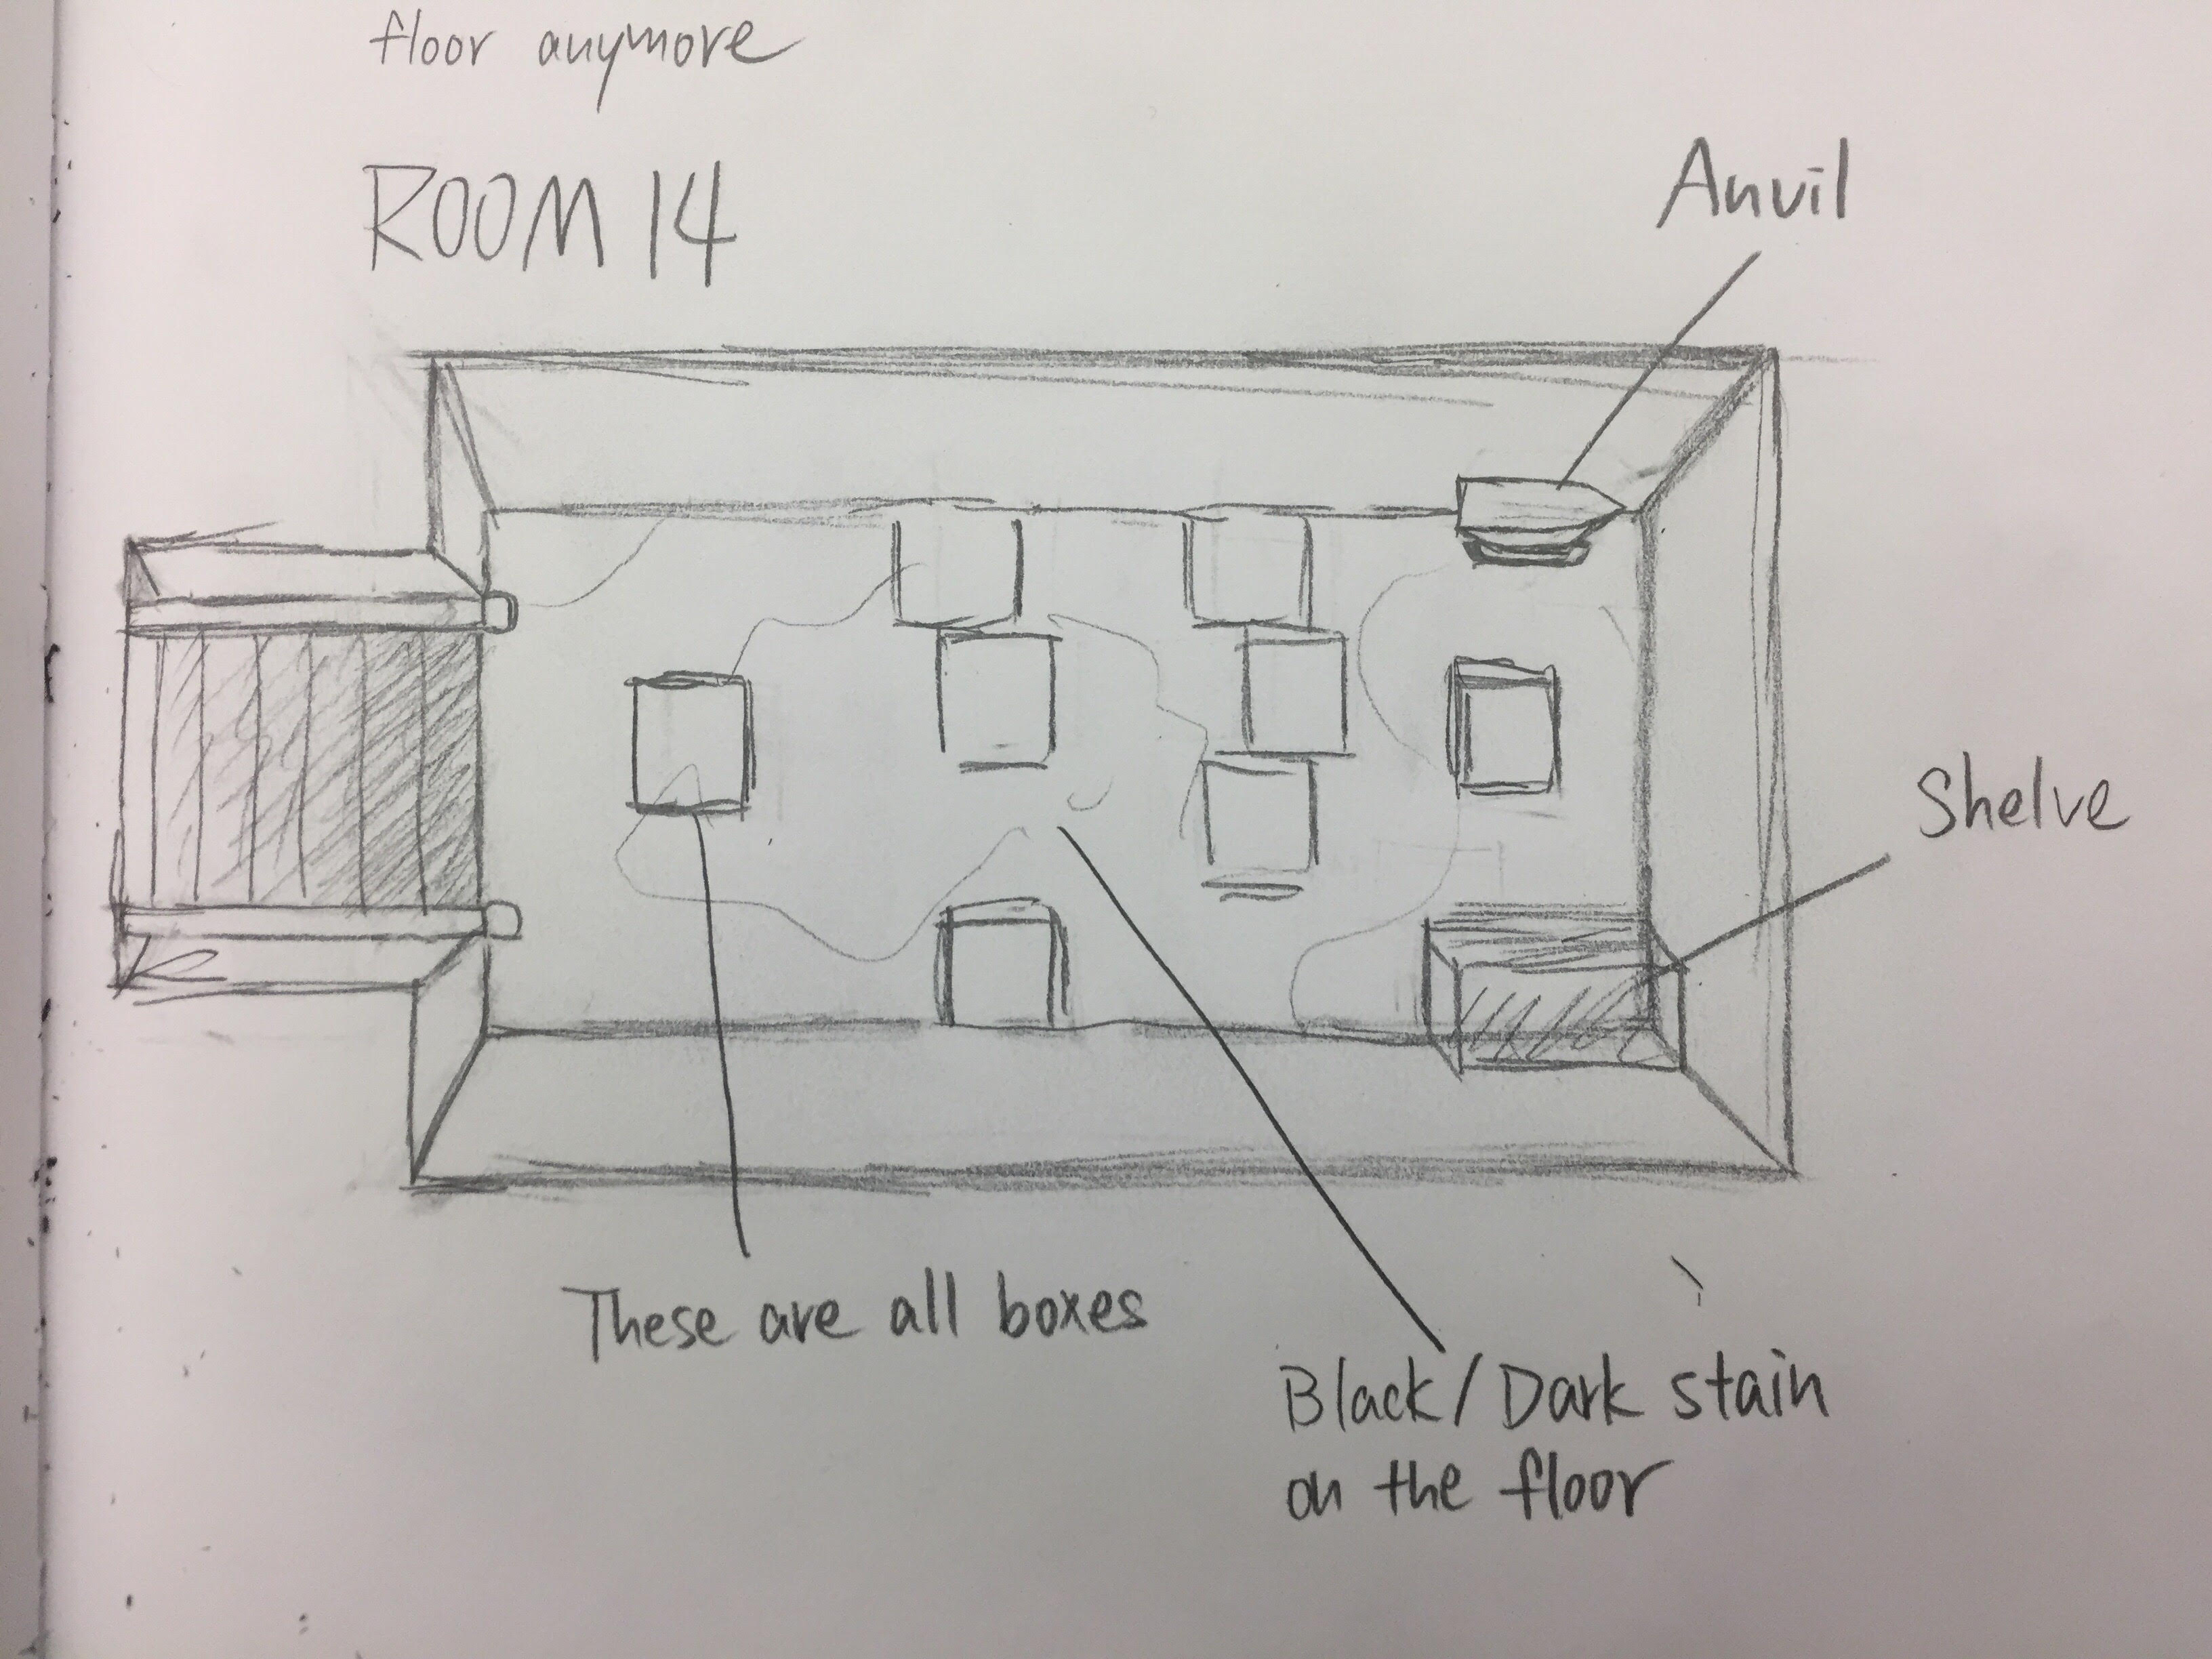 floor anymore
ROOM 14
Anvil
Shelve
These are all boxes
Black/Dark stain
on the floor